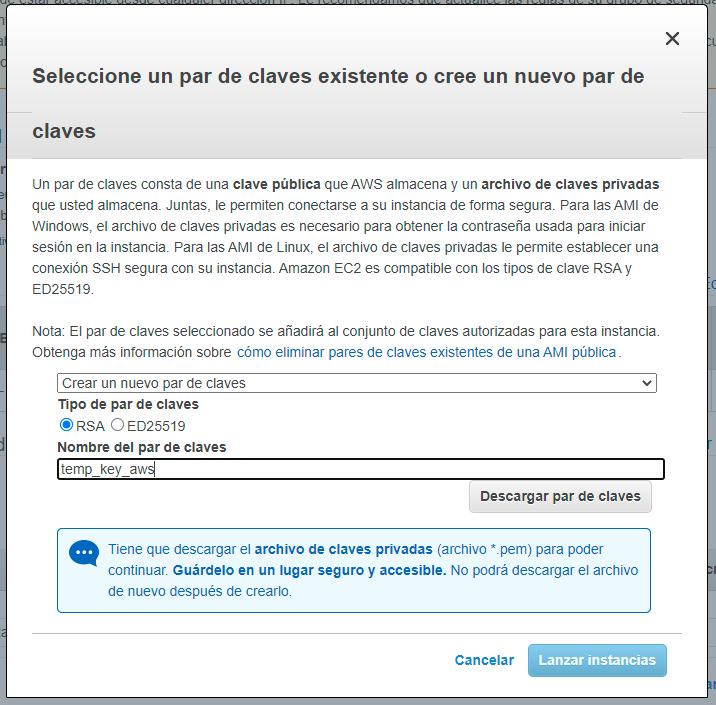 Seleccione un par de claves existente o cree un nuevo par de
claves
Un par de claves consta de una clave pública que AWS almacena y un archivo de claves privadas
que usted almacena. Juntas, le permiten conectarse a su instancia de forma segura. Para las AMI de
Windows, el archivo de claves privadas es necesario para obtener la contraseña usada para iniciar
sesión en la instancia. Para las AMI de Linux, el archivo de claves privadas le permite establecer una
conexión SSH segura con su instancia. Amazon EC2 es compatible con los tipos de clave RSA y
ED25519.
Nota: El par de claves seleccionado se añadirá al conjunto de claves autorizadas para esta instancia.
Obtenga más información sobre cómo eliminar pares de claves existentes de una AMI pública.
Crear un nuevo par de claves
Tipo de par de claves
RSA ED25519
Nombre del par de claves
temp_key_aws
Descargar par de claves
Tiene que descargar el archivo de claves privadas (archivo *.pem) para poder
continuar. Guárdelo en un lugar seguro y accesible. No podrá descargar el archivo
de nuevo después de crearlo.
Cancelar Lanzar instancias